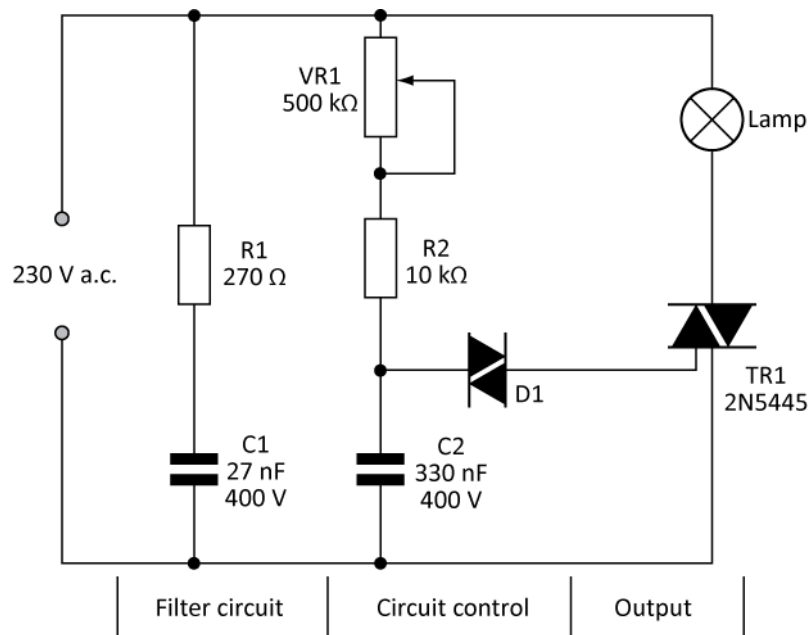 VR1
500 kΩ
Lamp
230 V a.c.
R1
270 Ω
R2
10 kΩ
D1
TR1
2N5445
C1
27 nF
400 V
C2
330 nF
400 V
Filter circuit
Circuit control
Output